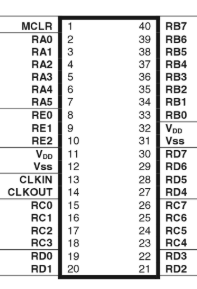 MCLR 1 40 RB7
RA0 2 39 RB6
RA1 3 38 RB5
RA2 4 37 RB4
RA3 5 36 RB3
RA4 6 35 RB2
RA5 7 34 RB1
RE0 8 33 RB0
RE1 9 32 VDD
RE2 10 31 Vss
VDD 11 30 RD7
Vss 12 29 RD6
CLKIN 13 28 RD5
CLKOUT 14 27 RD4
RC0 15 26 RC7
RC1 16 25 RC6
RC2 17 24 RC5
RC3 18 23 RC4
RD0 19 22 RD3
RD1 20 21 RD2